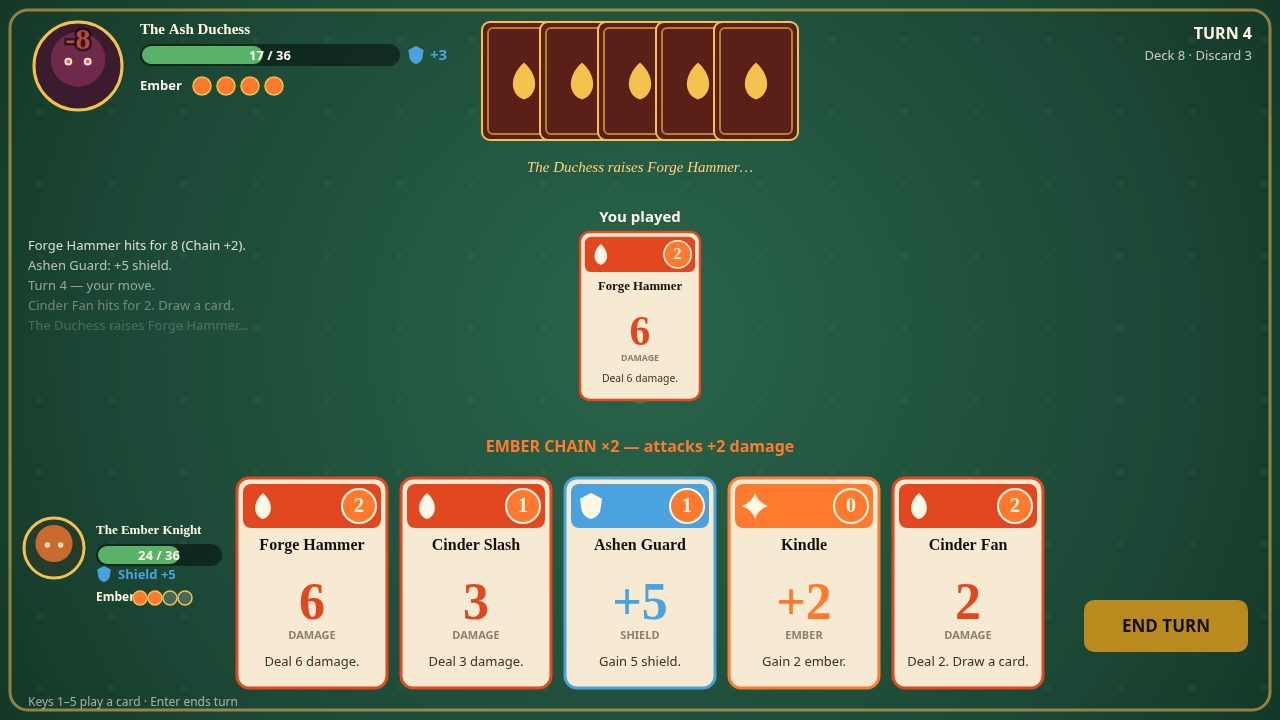 -8
The Ash Duchess
17 / 36
+3
Ember
TURN 4
Deck 8 · Discard 3
The Duchess raises Forge Hammer…
You played
2
Forge Hammer
6
DAMAGE
Deal 6 damage.
Forge Hammer hits for 8 (Chain +2).
Ashen Guard: +5 shield.
Turn 4 — your move.
Cinder Fan hits for 2. Draw a card.
The Duchess raises Forge Hammer…
EMBER CHAIN ×2 — attacks +2 damage
The Ember Knight
24 / 36
Shield +5
Ember
2
Forge Hammer
6
DAMAGE
Deal 6 damage.
1
Cinder Slash
3
DAMAGE
Deal 3 damage.
1
Ashen Guard
+5
SHIELD
Gain 5 shield.
0
Kindle
+2
EMBER
Gain 2 ember.
2
Cinder Fan
2
DAMAGE
Deal 2. Draw a card.
END TURN
Keys 1–5 play a card · Enter ends turn